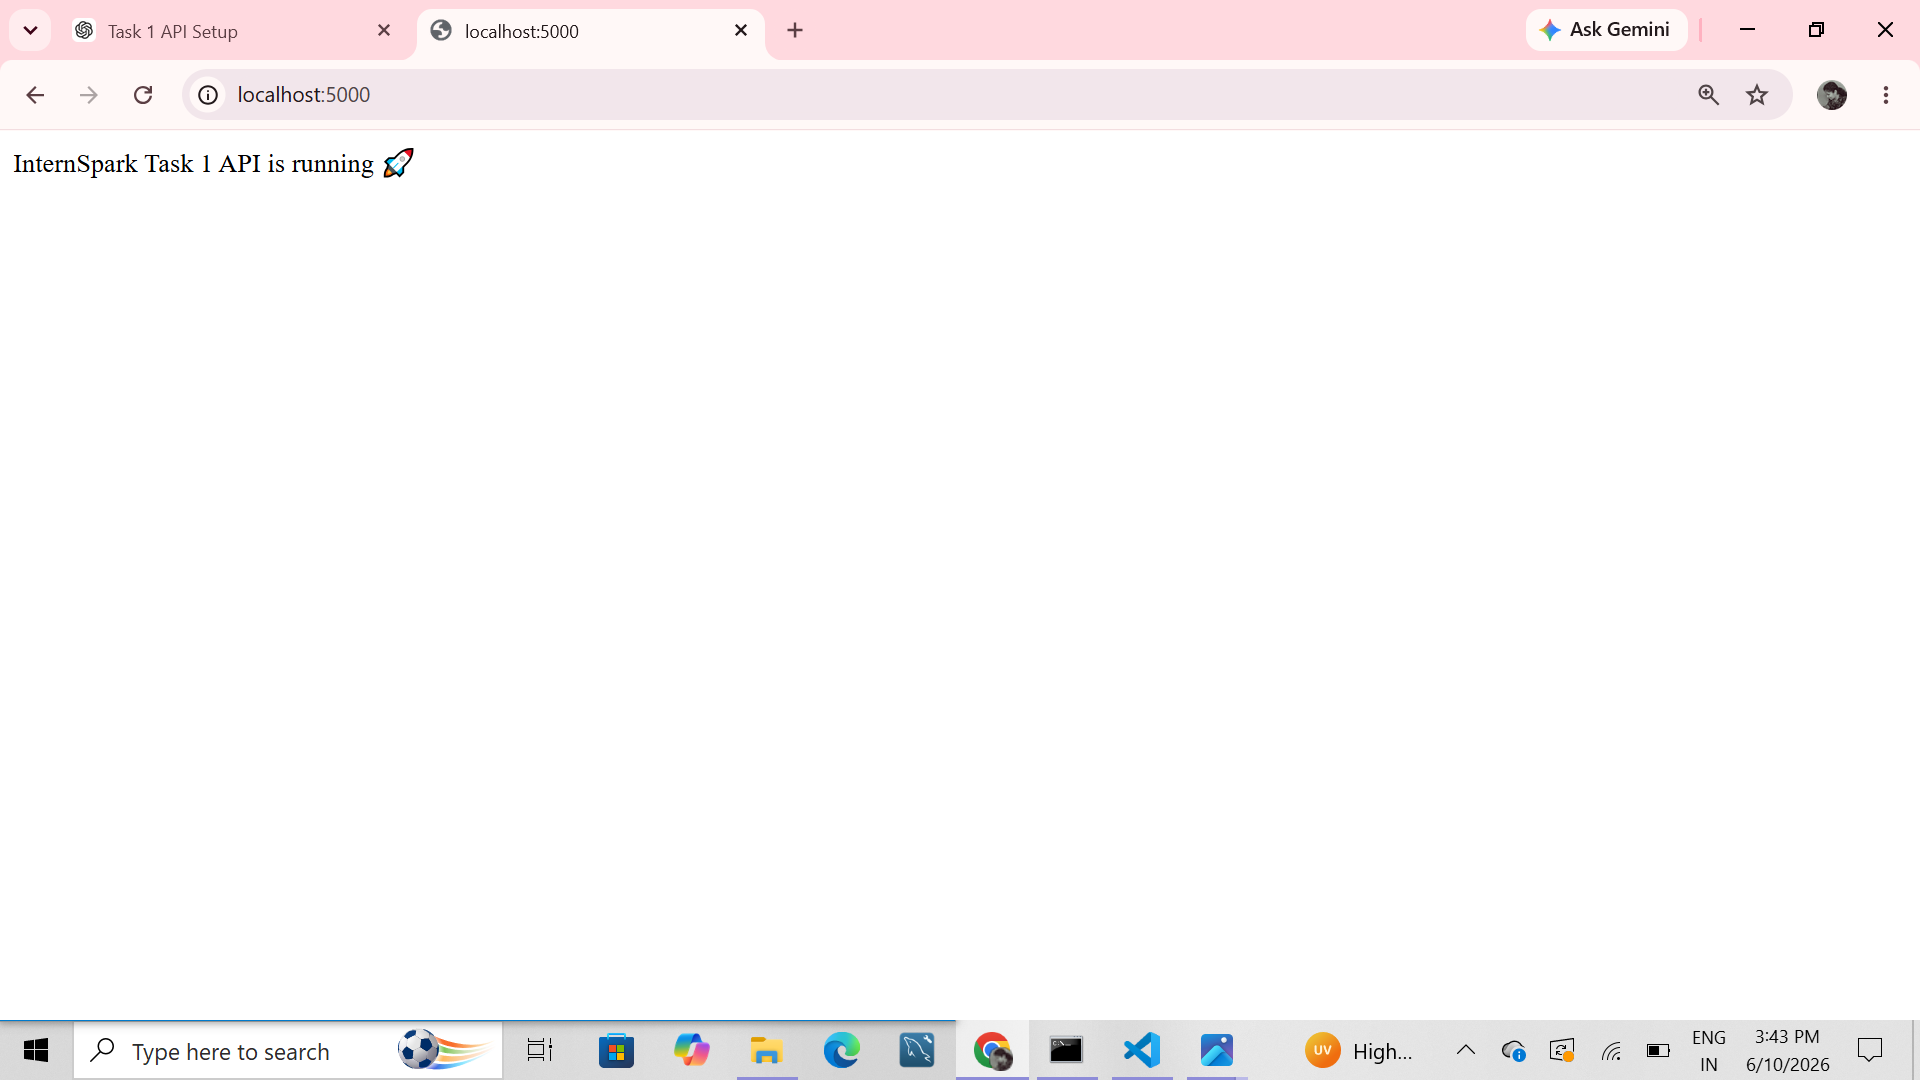 Task 1 API Setup
localhost:5000
Ask Gemini
localhost:5000
InternSpark Task 1 API is running 🚀
Type here to search
UV
High...
ENG
IN
3:43 PM
6/10/2026